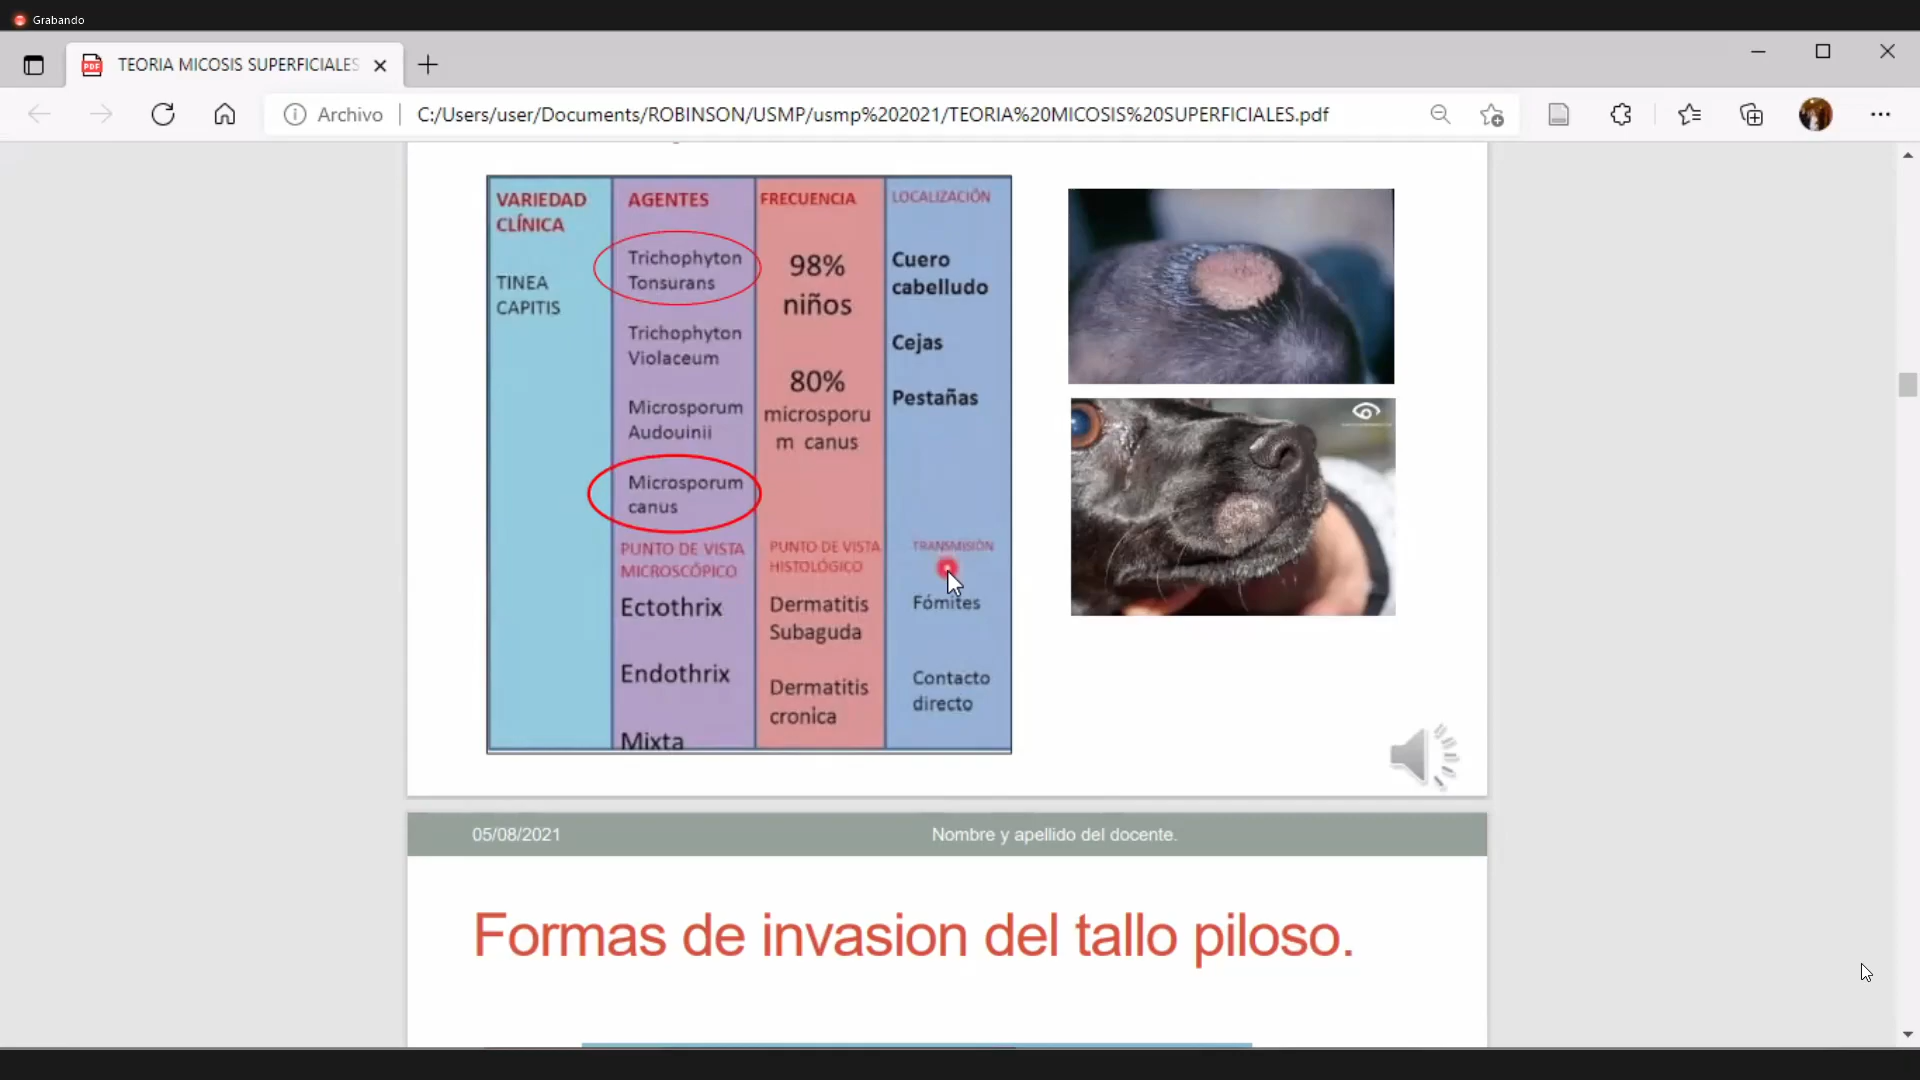 Grabando
TEORIA MICOSIS SUPERFICIALES
Archivo
C:/Users/user/Documents/ROBINSON/USMP/usmp%202021/TEORIA%20MICOSIS%20SUPERFICIALES.pdf
VARIEDAD
CLÍNICA
TINEA
CAPITIS
AGENTES
Trichophyton
Tonsurans
Trichophyton
Violaceum
Microsporum
Audouinii
Microsporum
canus
PUNTO DE VISTA
MICROSCÓPICO
Ectothrix
Endothrix
Mixta
FRECUENCIA
98%
niños
80%
microsporu
m canus
PUNTO DE VISTA
HISTOLÓGICO
Dermatitis
Subaguda
Dermatitis
cronica
LOCALIZACIÓN
Cuero
cabelludo
Cejas
Pestañas
TRANSMISIÓN
Fómites
Contacto
directo
05/08/2021
Nombre y apellido del docente.
Formas de invasion del tallo piloso.